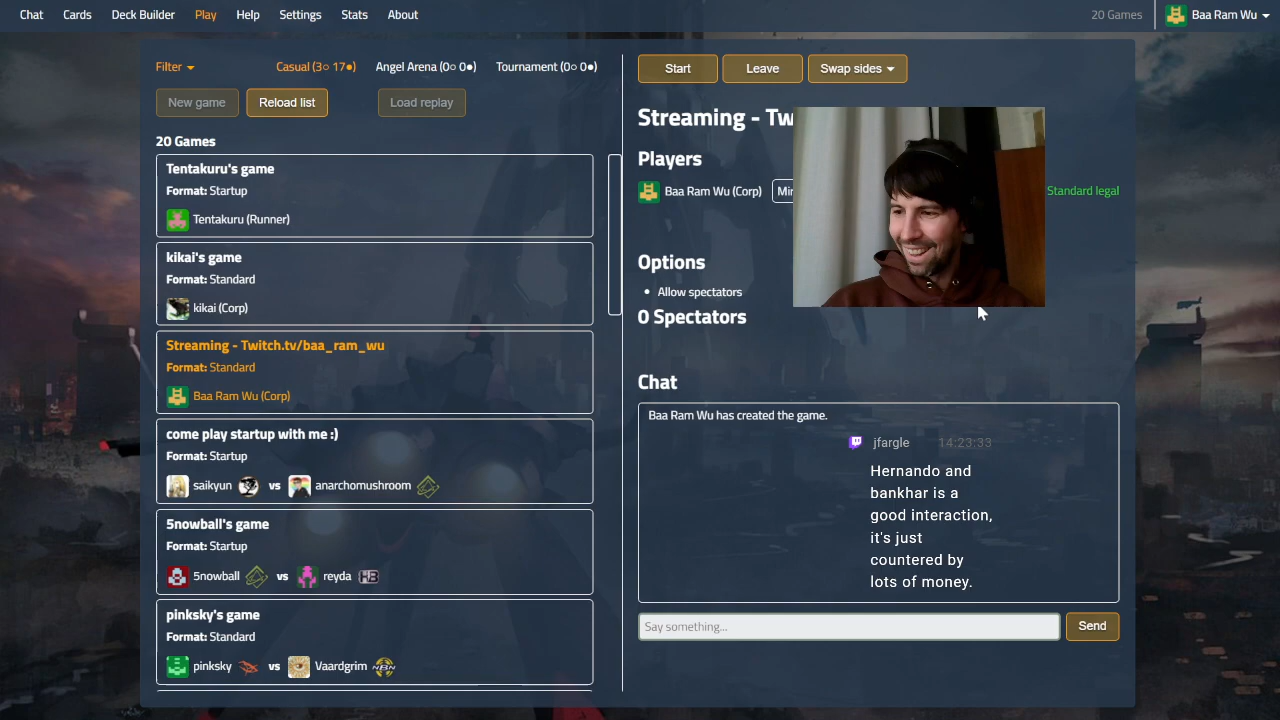 Chat Cards Deck Builder Play Help Settings Stats About
20 Games Baa Ram Wu
Filter Casual (3○ 17●) Angel Arena (0○ 0●) Tournament (0○ 0●)
New game Reload list Load replay
20 Games
Tentakuru's game
Format: Startup
Tentakuru (Runner)
kikai's game
Format: Standard
kikai (Corp)
Streaming - Twitch.tv/baa_ram_wu
Format: Standard
Baa Ram Wu (Corp)
come play startup with me :)
Format: Startup
saikyun vs anarchomushroom
5nowball's game
Format: Startup
5nowball vs reyda HB
pinksky's game
Format: Standard
pinksky vs Vaardgrim NBN
Start Leave Swap sides
Streaming - Tw
Players
Baa Ram Wu (Corp) Standard legal
Options
• Allow spectators
0 Spectators
Chat
Baa Ram Wu has created the game.
jfargle 14:23:33
Hernando and
bankhar is a
good interaction,
it's just
countered by
lots of money.
Say something...
Send